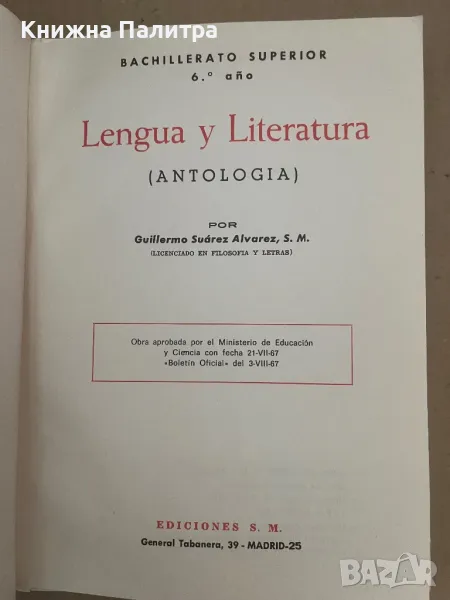 Книжна Палитра
BACHILLERATO SUPERIOR
6.º año
Lengua y Literatura
(ANTOLOGIA)
POR
Guillermo Suárez Alvarez, S. M.
(LICENCIADO EN FILOSOFIA Y LETRAS)
Obra aprobada por el Ministerio de Educación
y Ciencia con fecha 21-VII-67
«Boletín Oficial» del 3-VIII-67
EDICIONES S. M.
General Tabanera, 39 - MADRID-25
BAZAR